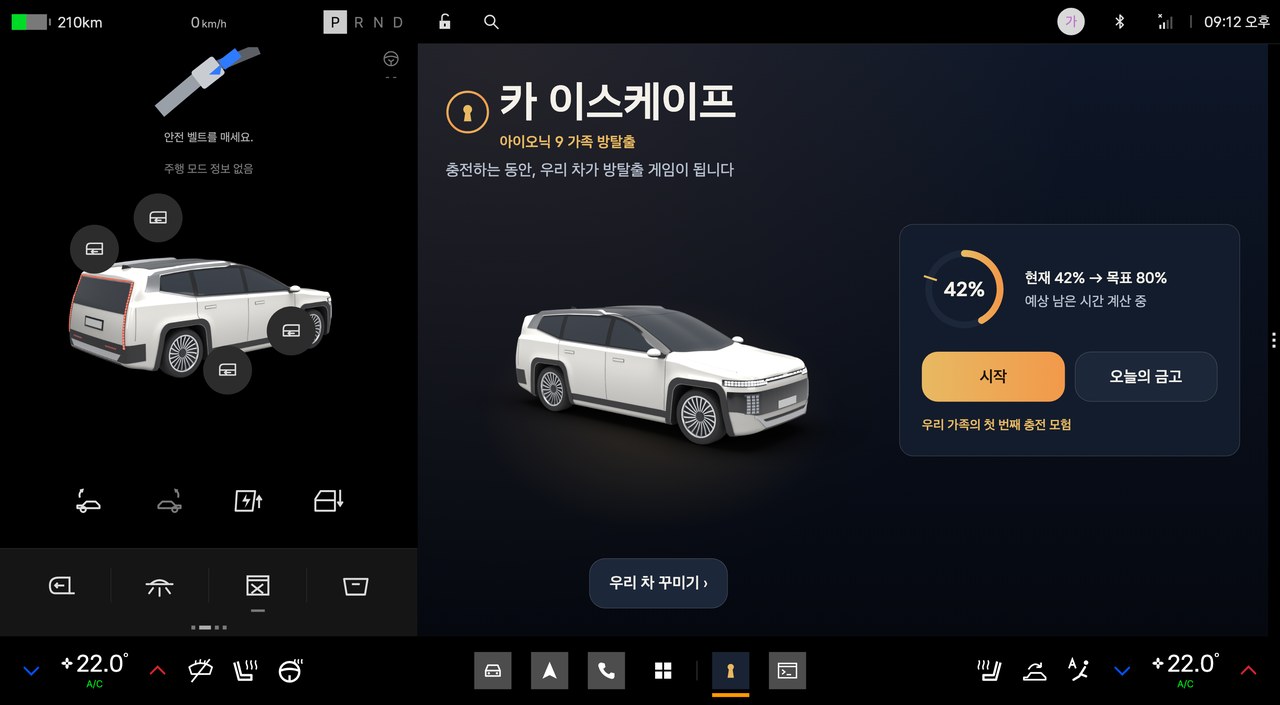 210km
0 km/h
P R N D
가
09:12 오후
안전 벨트를 매세요.
주행 모드 정보 없음
--
카 이스케이프
아이오닉 9 가족 방탈출
충전하는 동안, 우리 차가 방탈출 게임이 됩니다
42%
현재 42% → 목표 80%
예상 남은 시간 계산 중
시작
오늘의 금고
우리 가족의 첫 번째 충전 모험
우리 차 꾸미기 ›
22.0°
A/C
A
22.0°
A/C